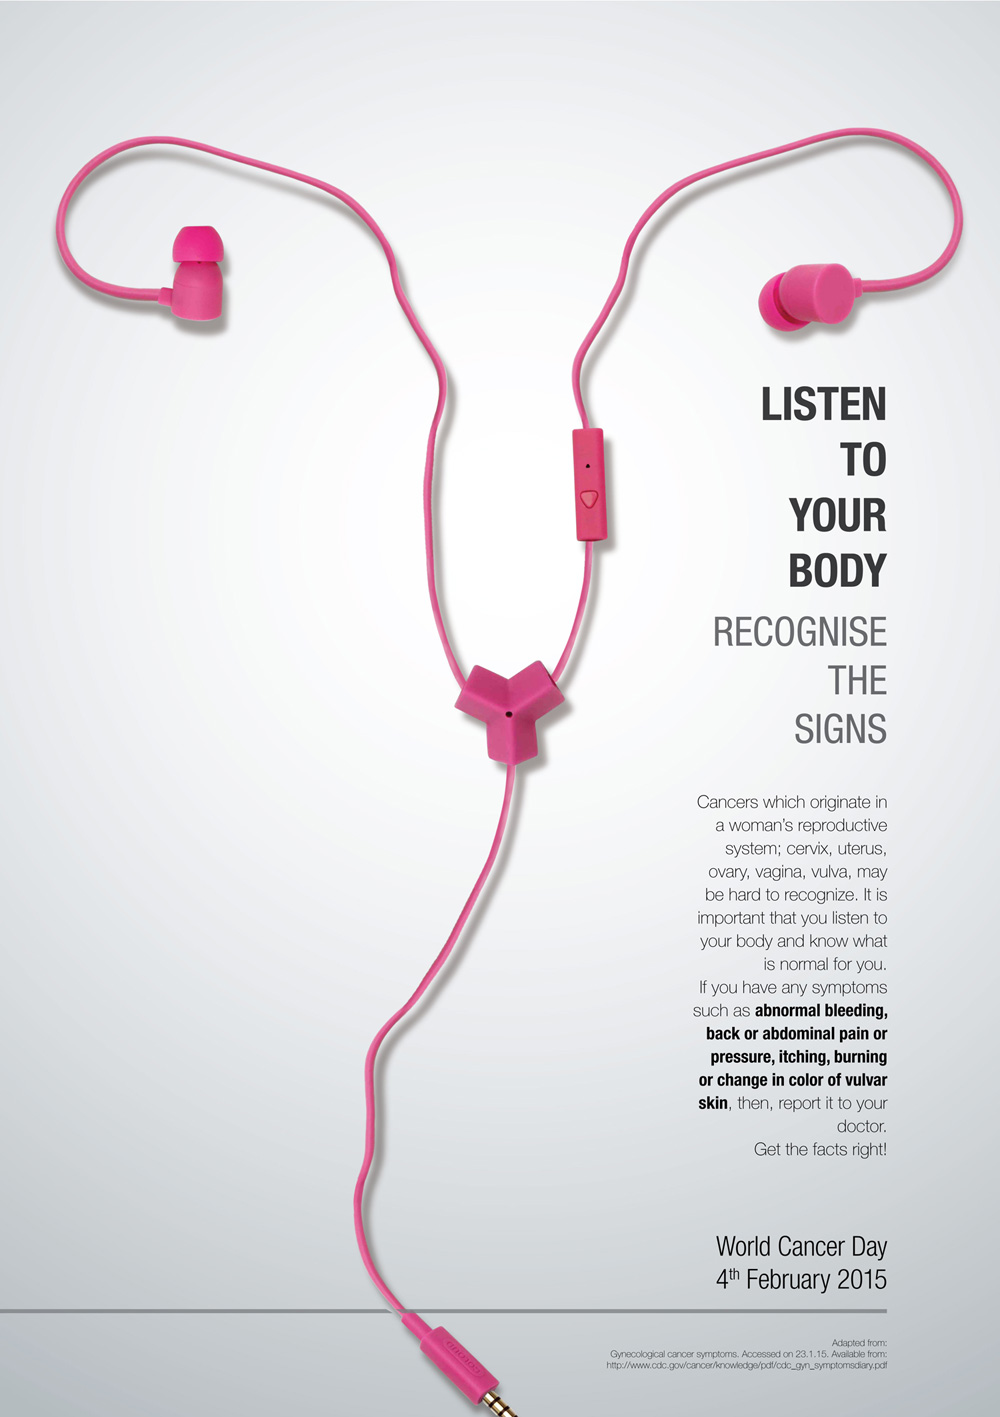 LISTEN
TO
YOUR
BODY
RECOGNISE
THE
SIGNS
Cancers which originate in
a woman's reproductive
system; cervix, uterus,
ovary, vagina, vulva, may
be hard to recognize. It is
important that you listen to
your body and know what
is normal for you.
If you have any symptoms
such as abnormal bleeding,
back or abdominal pain or
pressure, itching, burning
or change in color of vulvar
skin, then, report it to your
doctor.
Get the facts right!
World Cancer Day
4th February 2015
Adapted from:
Gynecological cancer symptoms. Accessed on 23.1.15. Available from:
http://www.cdc.gov/cancer/knowledge/pdf/cdc_gyn_symptomsdiary.pdf